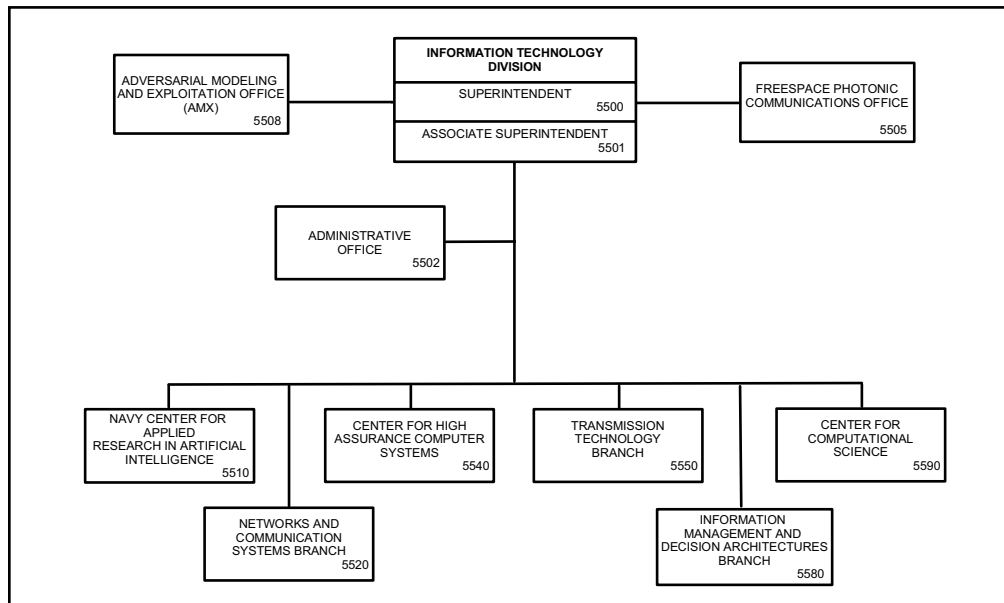 INFORMATION TECHNOLOGY
DIVISION
SUPERINTENDENT
5500
ASSOCIATE SUPERINTENDENT
5501
ADVERSARIAL MODELING
AND EXPLOITATION OFFICE
(AMX)
5508
FREESPACE PHOTONIC
COMMUNICATIONS OFFICE
5505
ADMINISTRATIVE
OFFICE
5502
NAVY CENTER FOR
APPLIED
RESEARCH IN ARTIFICIAL
INTELLIGENCE
5510
NETWORKS AND
COMMUNICATION
SYSTEMS BRANCH
5520
CENTER FOR HIGH
ASSURANCE COMPUTER
SYSTEMS
5540
TRANSMISSION
TECHNOLOGY
BRANCH
5550
INFORMATION
MANAGEMENT AND
DECISION ARCHITECTURES
BRANCH
5580
CENTER FOR
COMPUTATIONAL
SCIENCE
5590